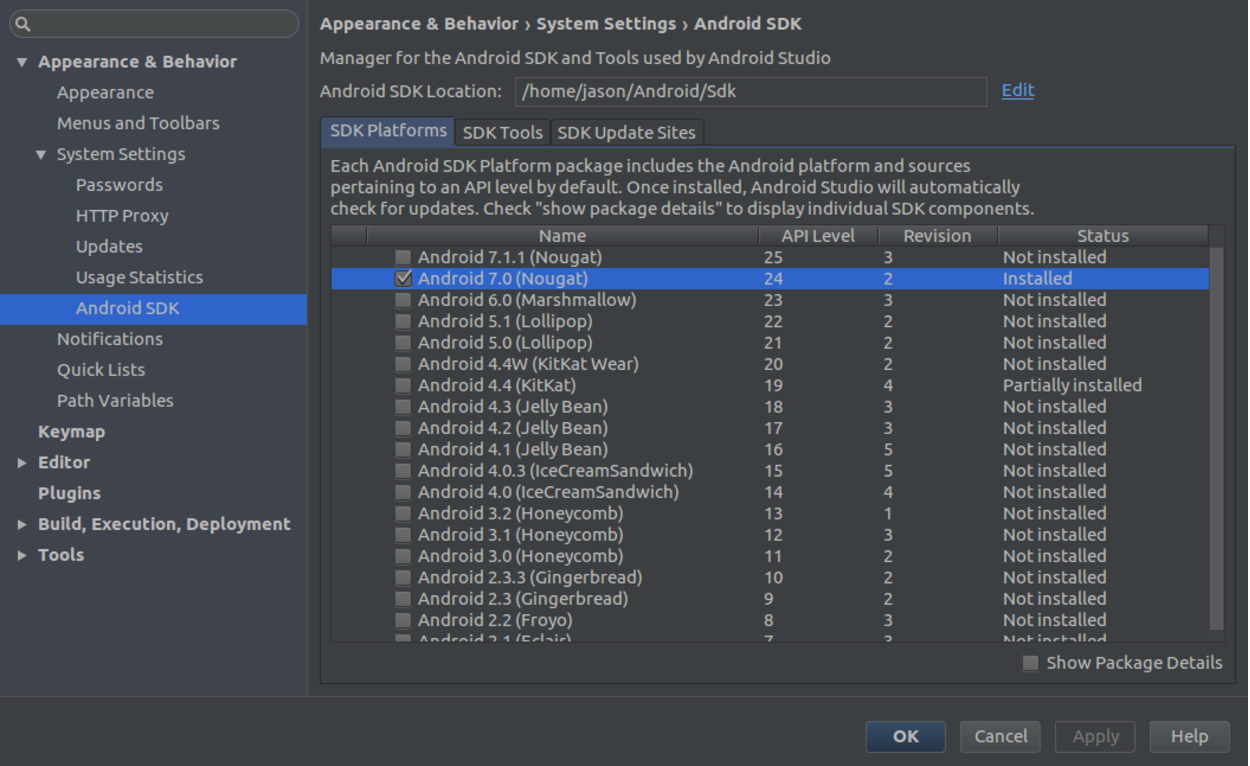 Appearance & Behavior
Appearance
Menus and Toolbars
System Settings
Passwords
HTTP Proxy
Updates
Usage Statistics
Android SDK
Notifications
Quick Lists
Path Variables
Keymap
Editor
Plugins
Build, Execution, Deployment
Tools
Appearance & Behavior › System Settings › Android SDK
Manager for the Android SDK and Tools used by Android Studio
Android SDK Location: /home/jason/Android/Sdk Edit
SDK Platforms SDK Tools SDK Update Sites
Each Android SDK Platform package includes the Android platform and sources
pertaining to an API level by default. Once installed, Android Studio will automatically
check for updates. Check "show package details" to display individual SDK components.
Name API Level Revision Status
Android 7.1.1 (Nougat) 25 3 Not installed
Android 7.0 (Nougat) 24 2 Installed
Android 6.0 (Marshmallow) 23 3 Not installed
Android 5.1 (Lollipop) 22 2 Not installed
Android 5.0 (Lollipop) 21 2 Not installed
Android 4.4W (KitKat Wear) 20 2 Not installed
Android 4.4 (KitKat) 19 4 Partially installed
Android 4.3 (Jelly Bean) 18 3 Not installed
Android 4.2 (Jelly Bean) 17 3 Not installed
Android 4.1 (Jelly Bean) 16 5 Not installed
Android 4.0.3 (IceCreamSandwich) 15 5 Not installed
Android 4.0 (IceCreamSandwich) 14 4 Not installed
Android 3.2 (Honeycomb) 13 1 Not installed
Android 3.1 (Honeycomb) 12 3 Not installed
Android 3.0 (Honeycomb) 11 2 Not installed
Android 2.3.3 (Gingerbread) 10 2 Not installed
Android 2.3 (Gingerbread) 9 2 Not installed
Android 2.2 (Froyo) 8 3 Not installed
Android 2.1 (Eclair) 7 3 Not installed
Show Package Details
OK Cancel Apply Help